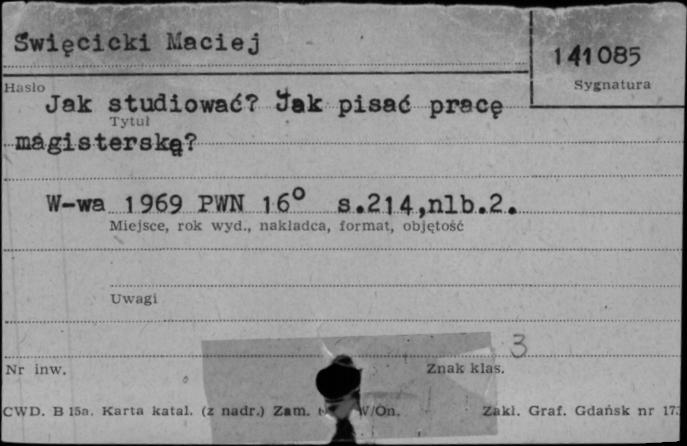 Święcicki Maciej
141085
Sygnatura
Hasło
Jak studiować? Jak pisać pracę
Tytuł
magisterską?
W-wa 1969 PWN 16° s.214,nlb.2.
Miejsce, rok wyd., nakładca, format, objętość
Uwagi
3
Nr inw.
Znak klas.
CWD. B 15a. Karta katal. (z nadr.) Zam. W/On. Zakł. Graf. Gdańsk nr 173